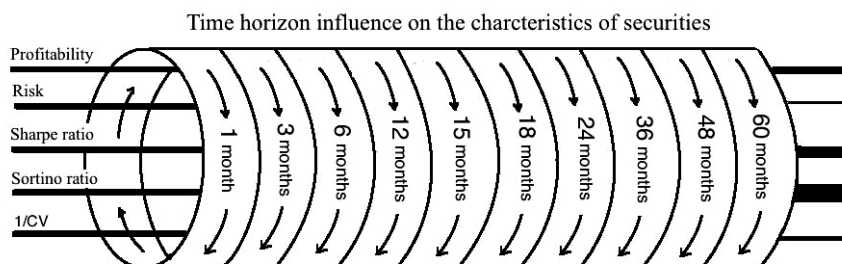 Time horizon influence on the charcteristics of securities
Profitability
Risk
Sharpe ratio
Sortino ratio
1/CV
1 month
3 months
6 months
12 months
15 months
18 months
24 months
36 months
48 months
60 months